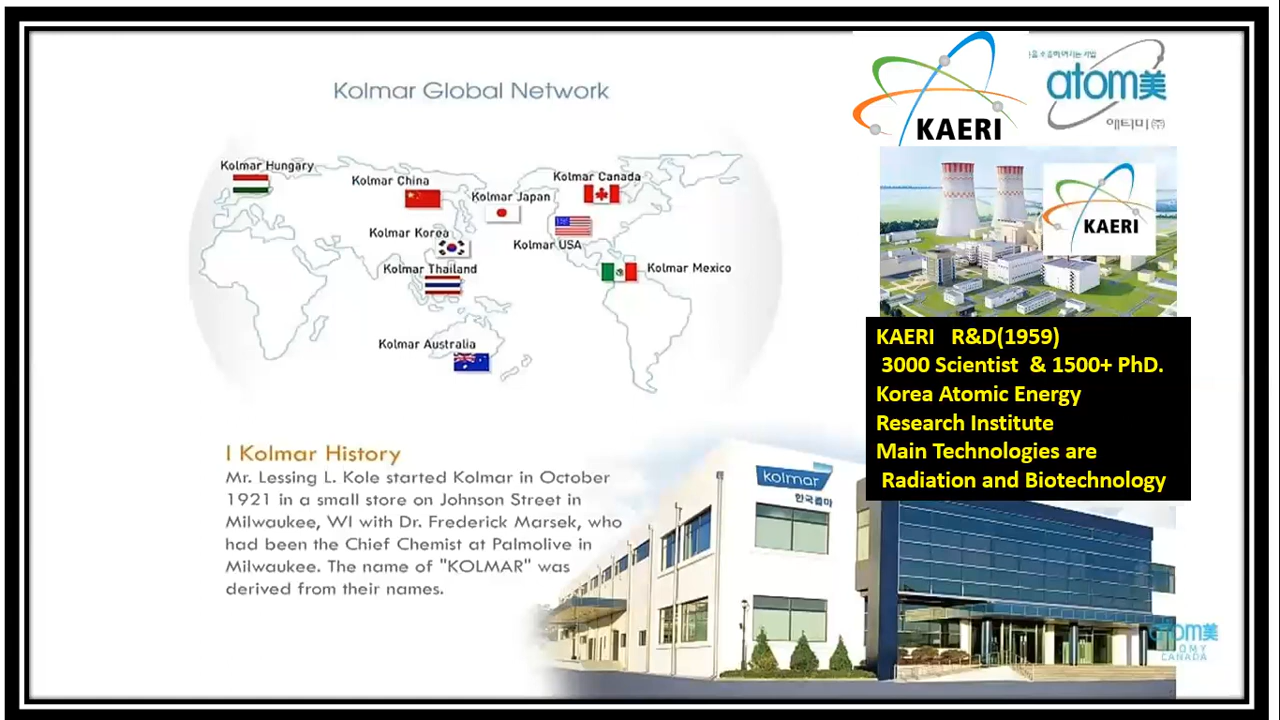 Kolmar Global Network
KAERI
atom美
애터미㈜
Kolmar Hungary
Kolmar China
Kolmar Canada
Kolmar Japan
Kolmar Korea
Kolmar USA
Kolmar Thailand
Kolmar Mexico
Kolmar Australia
KAERI
KAERI R&D(1959)
3000 Scientist & 1500+ PhD.
Korea Atomic Energy
Research Institute
Main Technologies are
Radiation and Biotechnology
I Kolmar History
Mr. Lessing L. Kole started Kolmar in October
1921 in a small store on Johnson Street in
Milwaukee, WI with Dr. Frederick Marsek, who
had been the Chief Chemist at Palmolive in
Milwaukee. The name of "KOLMAR" was
derived from their names.
kolmar
한국콜마
atom美
CANADA